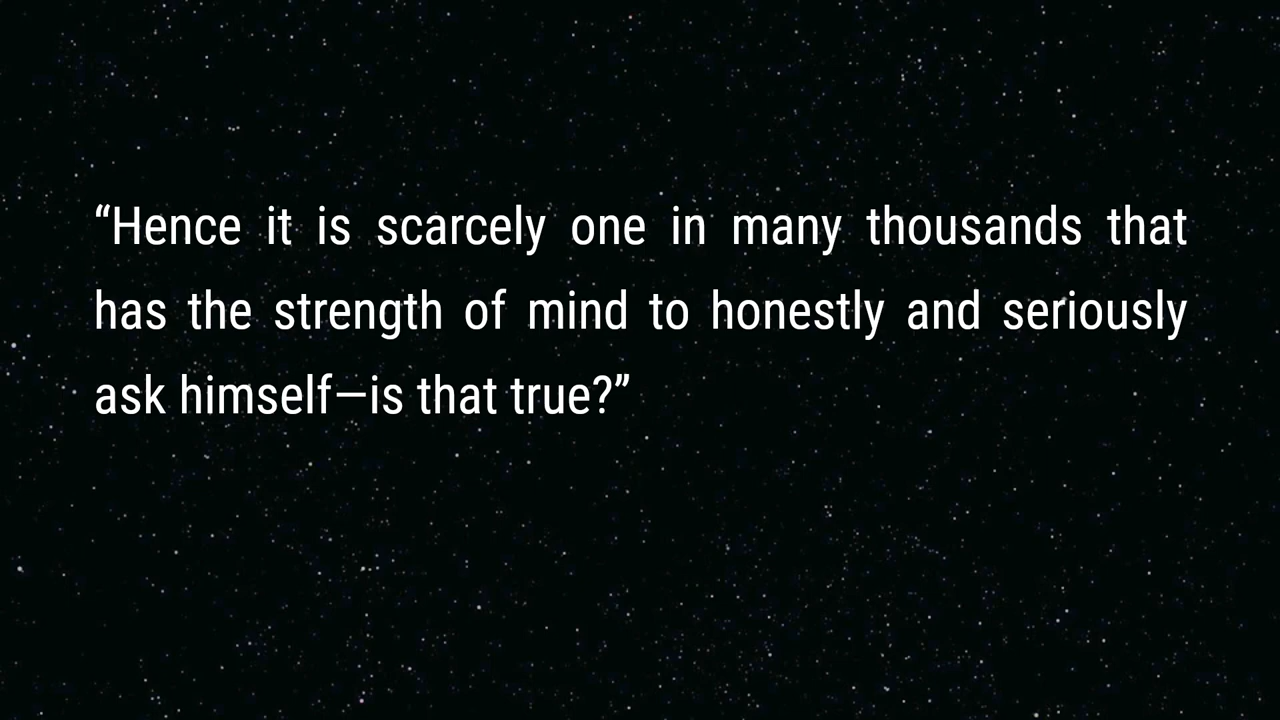 “Hence it is scarcely one in many thousands that
has the strength of mind to honestly and seriously
ask himself—is that true?”